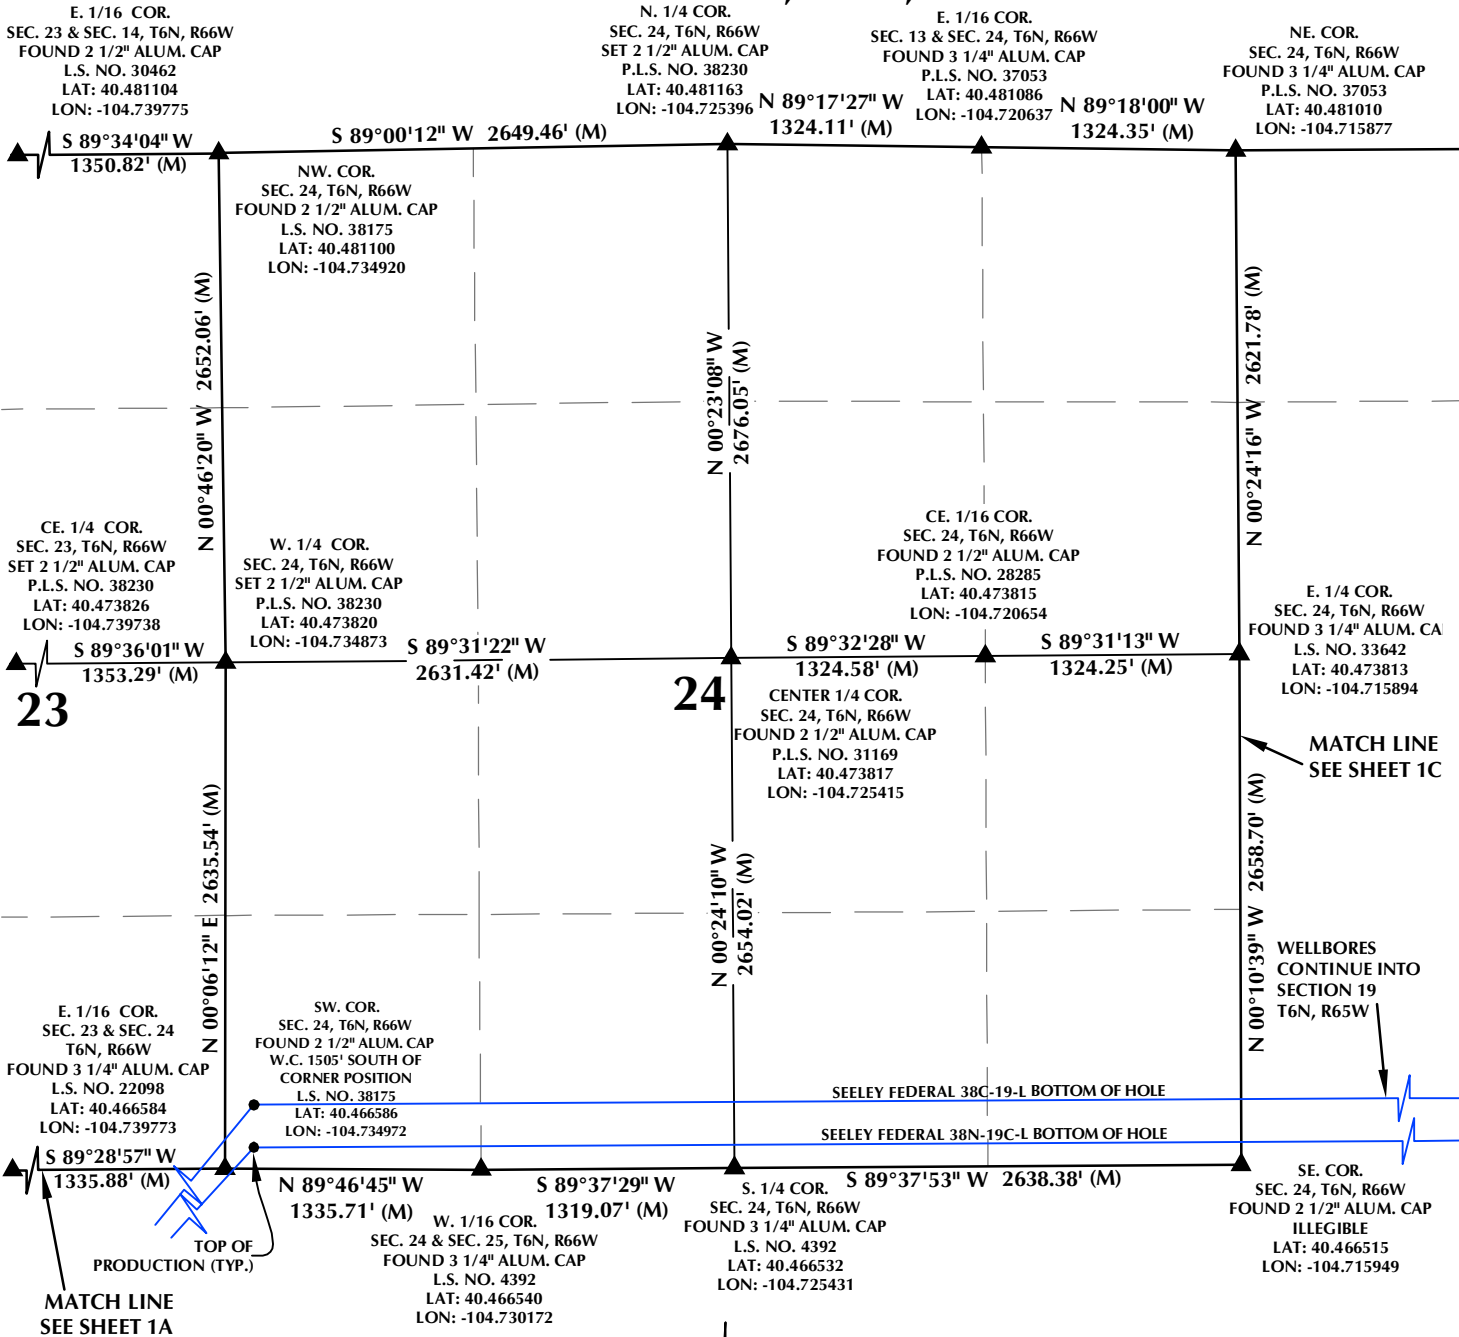 E. 1/16 COR.
SEC. 23 & SEC. 14, T6N, R66W
FOUND 2 1/2" ALUM. CAP
L.S. NO. 30462
LAT: 40.481104
LON: -104.739775
N. 1/4 COR.
SEC. 24, T6N, R66W
SET 2 1/2" ALUM. CAP
P.L.S. NO. 38230
LAT: 40.481163
LON: -104.725396
E. 1/16 COR.
SEC. 13 & SEC. 24, T6N, R66W
FOUND 3 1/4" ALUM. CAP
P.L.S. NO. 37053
LAT: 40.481086
LON: -104.720637
NE. COR.
SEC. 24, T6N, R66W
FOUND 3 1/4" ALUM. CAP
P.L.S. NO. 37053
LAT: 40.481010
LON: -104.715877
S 89°34'04" W
1350.82' (M)
S 89°00'12" W 2649.46' (M)
N 89°17'27" W
1324.11' (M)
N 89°18'00" W
1324.35' (M)
NW. COR.
SEC. 24, T6N, R66W
FOUND 2 1/2" ALUM. CAP
L.S. NO. 38175
LAT: 40.481100
LON: -104.734920
N 00°46'20" W 2652.06' (M)
N 00°23'08" W
2676.05' (M)
N 00°24'16" W 2621.78' (M)
CE. 1/4 COR.
SEC. 23, T6N, R66W
SET 2 1/2" ALUM. CAP
P.L.S. NO. 38230
LAT: 40.473826
LON: -104.739738
W. 1/4 COR.
SEC. 24, T6N, R66W
SET 2 1/2" ALUM. CAP
P.L.S. NO. 38230
LAT: 40.473820
LON: -104.734873
CE. 1/16 COR.
SEC. 24, T6N, R66W
FOUND 2 1/2" ALUM. CAP
P.L.S. NO. 28285
LAT: 40.473815
LON: -104.720654
E. 1/4 COR.
SEC. 24, T6N, R66W
FOUND 3 1/4" ALUM. CA
L.S. NO. 33642
LAT: 40.473813
LON: -104.715894
S 89°36'01" W
1353.29' (M)
S 89°31'22" W
2631.42' (M)
S 89°32'28" W
1324.58' (M)
S 89°31'13" W
1324.25' (M)
23
24
CENTER 1/4 COR.
SEC. 24, T6N, R66W
FOUND 2 1/2" ALUM. CAP
P.L.S. NO. 31169
LAT: 40.473817
LON: -104.725415
MATCH LINE
SEE SHEET 1C
N 00°06'12" E 2635.54' (M)
N 00°24'10" W
2654.02' (M)
N 00°10'39" W 2658.70' (M)
WELLBORES
CONTINUE INTO
SECTION 19
T6N, R65W
E. 1/16 COR.
SEC. 23 & SEC. 24
T6N, R66W
FOUND 3 1/4" ALUM. CAP
L.S. NO. 22098
LAT: 40.466584
LON: -104.739773
SW. COR.
SEC. 24, T6N, R66W
FOUND 2 1/2" ALUM. CAP
W.C. 1505' SOUTH OF
CORNER POSITION
L.S. NO. 38175
LAT: 40.466586
LON: -104.734972
SEELEY FEDERAL 38C-19-L BOTTOM OF HOLE
SEELEY FEDERAL 38N-19C-L BOTTOM OF HOLE
S 89°28'57" W
1335.88' (M)
N 89°46'45" W
1335.71' (M)
S 89°37'29" W
1319.07' (M)
S 89°37'53" W 2638.38' (M)
TOP OF
PRODUCTION (TYP.)
W. 1/16 COR.
SEC. 24 & SEC. 25, T6N, R66W
FOUND 3 1/4" ALUM. CAP
L.S. NO. 4392
LAT: 40.466540
LON: -104.730172
S. 1/4 COR.
SEC. 24, T6N, R66W
FOUND 3 1/4" ALUM. CAP
L.S. NO. 4392
LAT: 40.466532
LON: -104.725431
SE. COR.
SEC. 24, T6N, R66W
FOUND 2 1/2" ALUM. CAP
ILLEGIBLE
LAT: 40.466515
LON: -104.715949
MATCH LINE
SEE SHEET 1A